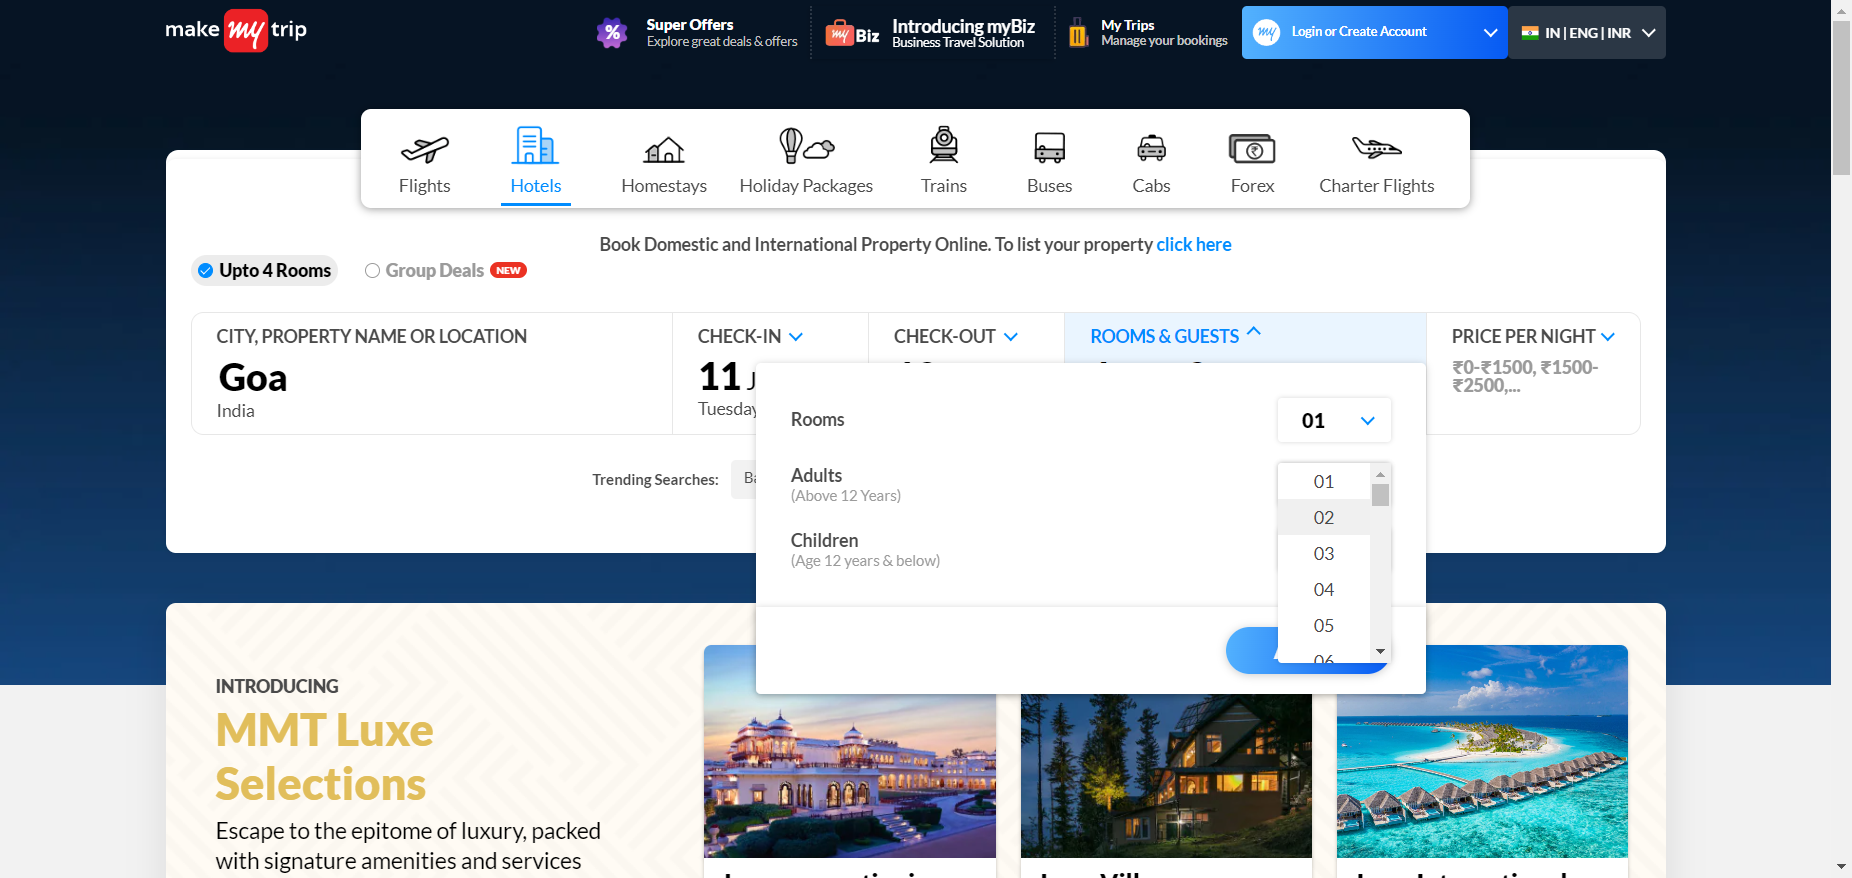 make my trip
%
Super Offers
Explore great deals & offers
my Biz
Introducing myBiz
Business Travel Solution
My Trips
Manage your bookings
my
Login or Create Account
IN | ENG | INR
Flights
Hotels
Homestays
Holiday Packages
Trains
Buses
Cabs
Forex
Charter Flights
Book Domestic and International Property Online. To list your property click here
Upto 4 Rooms
Group Deals NEW
CITY, PROPERTY NAME OR LOCATION
Goa
India
CHECK-IN
11
Tuesday
CHECK-OUT
ROOMS & GUESTS
PRICE PER NIGHT
₹0-₹1500, ₹1500-
₹2500,...
Rooms
01
Adults
(Above 12 Years)
Children
(Age 12 years & below)
01
02
03
04
05
06
Trending Searches:
INTRODUCING
MMT Luxe
Selections
Escape to the epitome of luxury, packed
with signature amenities and services